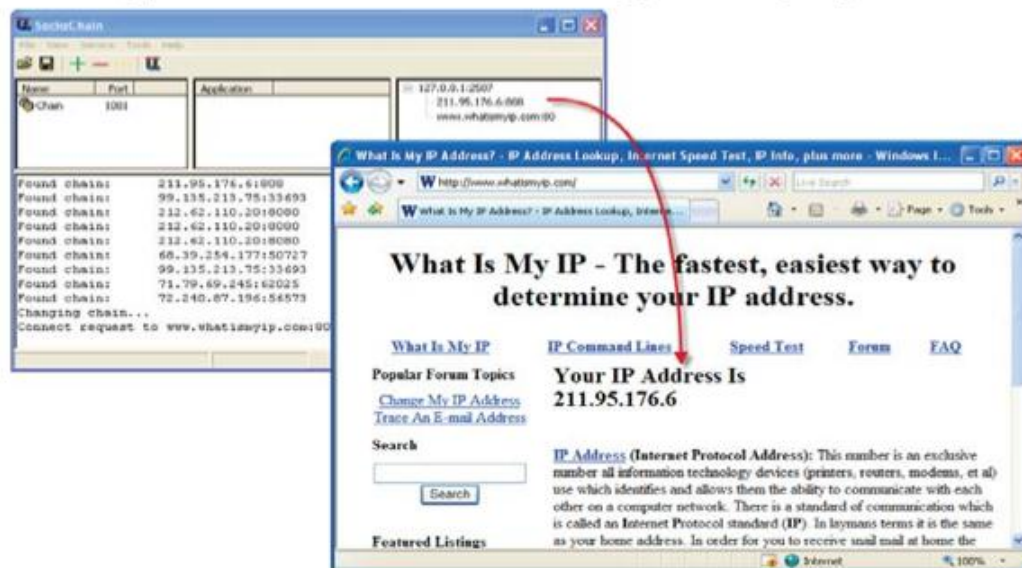 SocksChain
File View Service Tools Help
Name Port
Chain 1081
Application
127.0.0.1:2507
211.95.176.6:808
www.whatismyip.com:80
Found chain: 211.95.176.6:808
Found chain: 99.135.213.75:33693
Found chain: 212.62.110.20:8080
Found chain: 212.62.110.20:8080
Found chain: 212.62.110.20:8080
Found chain: 68.39.254.177:50727
Found chain: 99.135.213.75:33693
Found chain: 71.79.69.245:62025
Found chain: 72.240.87.196:56573
Changing chain...
Connect request to www.whatismyip.com:80
What Is My IP Address? - IP Address Lookup, Internet Speed Test, IP Info, plus more - Windows I...
http://www.whatismyip.com/
Live Search
What Is My IP Address? - IP Address Lookup, Interne...
Page Tools
What Is My IP - The fastest, easiest way to
determine your IP address.
What Is My IP IP Command Lines Speed Test Forum FAQ
Popular Forum Topics
Change My IP Address
Trace An E-mail Address
Search
Search
Featured Listings
Your IP Address Is
211.95.176.6
IP Address (Internet Protocol Address): This number is an exclusive
number all information technology devices (printers, routers, modems, et al)
use which identifies and allows them the ability to communicate with each
other on a computer network. There is a standard of communication which
is called an Internet Protocol standard (IP). In laymans terms it is the same
as your home address. In order for you to receive snail mail at home the
Internet
100%